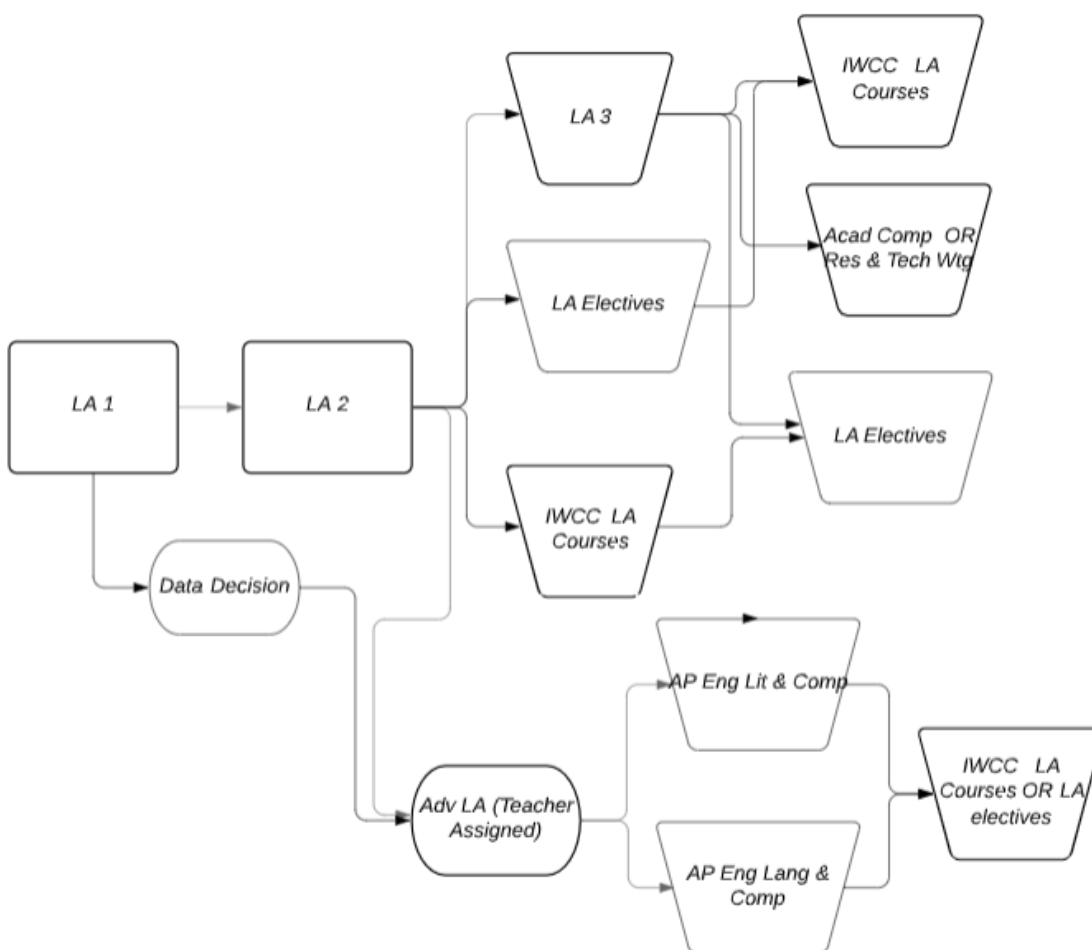 IWCC LA
Courses
LA 3
Acad Comp OR
Res & Tech Wtg
LA Electives
LA 1
LA 2
LA Electives
IWCC LA
Courses
Data Decision
AP Eng Lit & Comp
Adv LA (Teacher
Assigned)
IWCC LA
Courses OR LA
electives
AP Eng Lang &
Comp